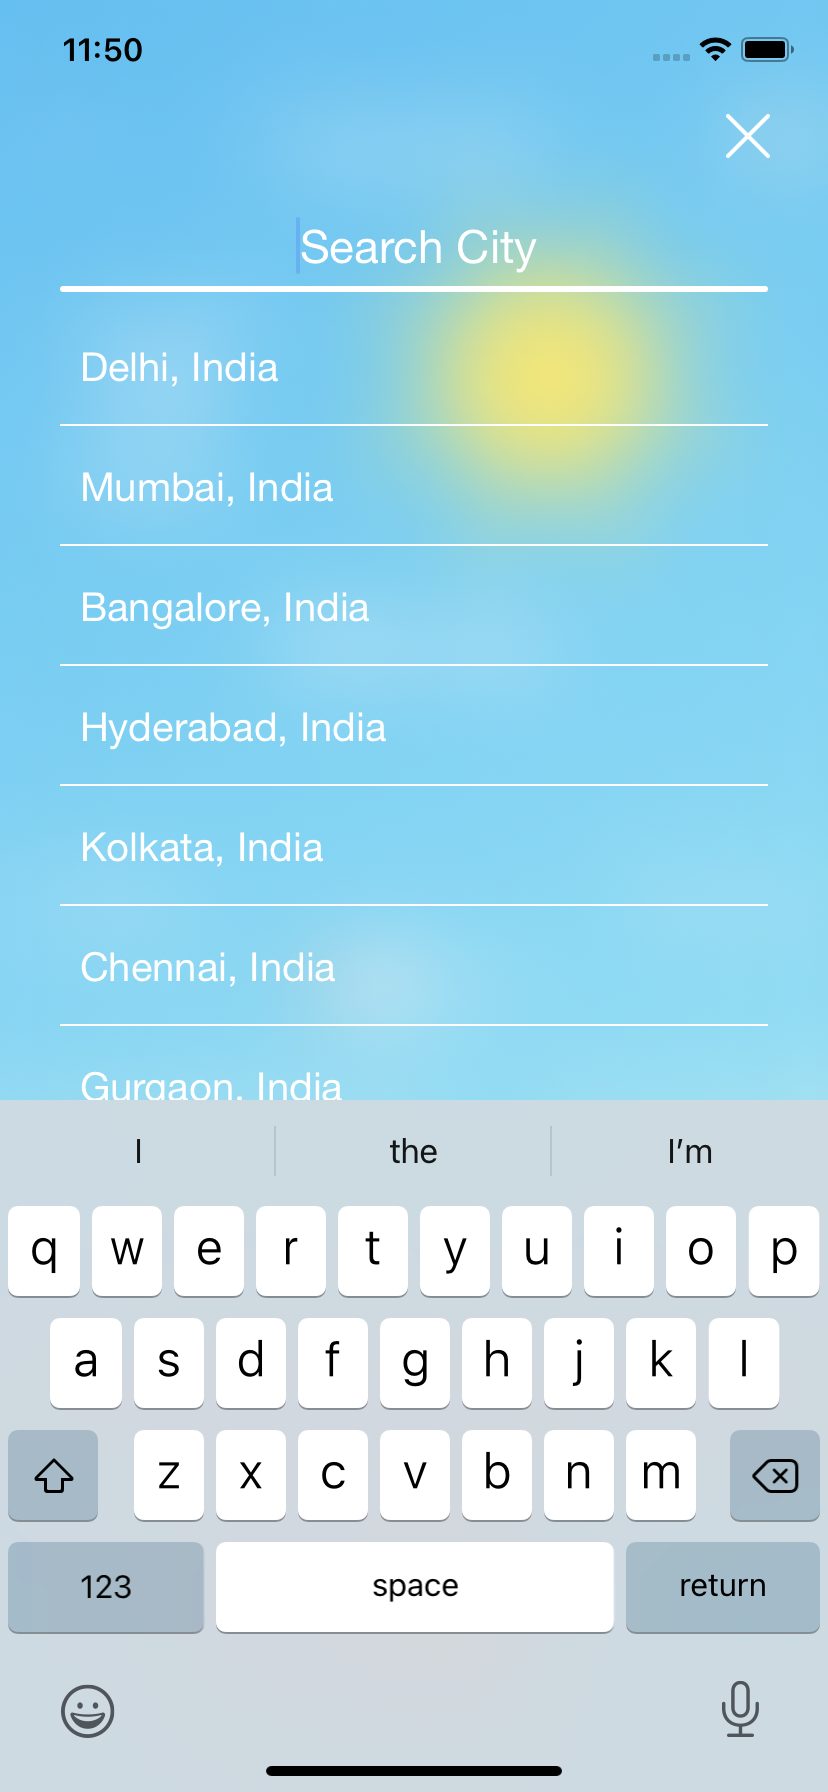 11:50
Search City
Delhi, India
Mumbai, India
Bangalore, India
Hyderabad, India
Kolkata, India
Chennai, India
Gurgaon, India
I the I’m
q w e r t y u i o p
a s d f g h j k l
z x c v b n m
123 space return